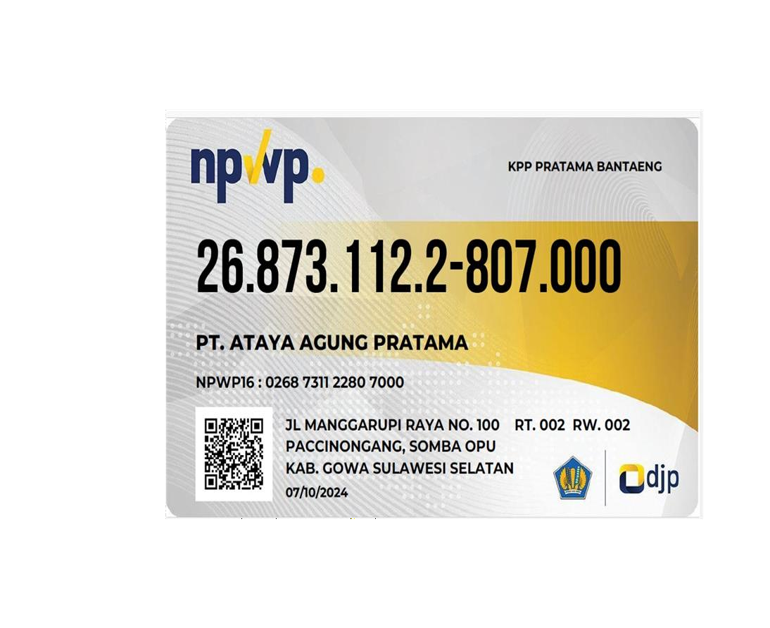 npwp.
KPP PRATAMA BANTAENG
26.873.112.2-807.000
PT. ATAYA AGUNG PRATAMA
NPWP16 : 0268 7311 2280 7000
JL MANGGARUPI RAYA NO. 100 RT. 002 RW. 002
PACCINONGANG, SOMBA OPU
KAB. GOWA SULAWESI SELATAN
07/10/2024
djp